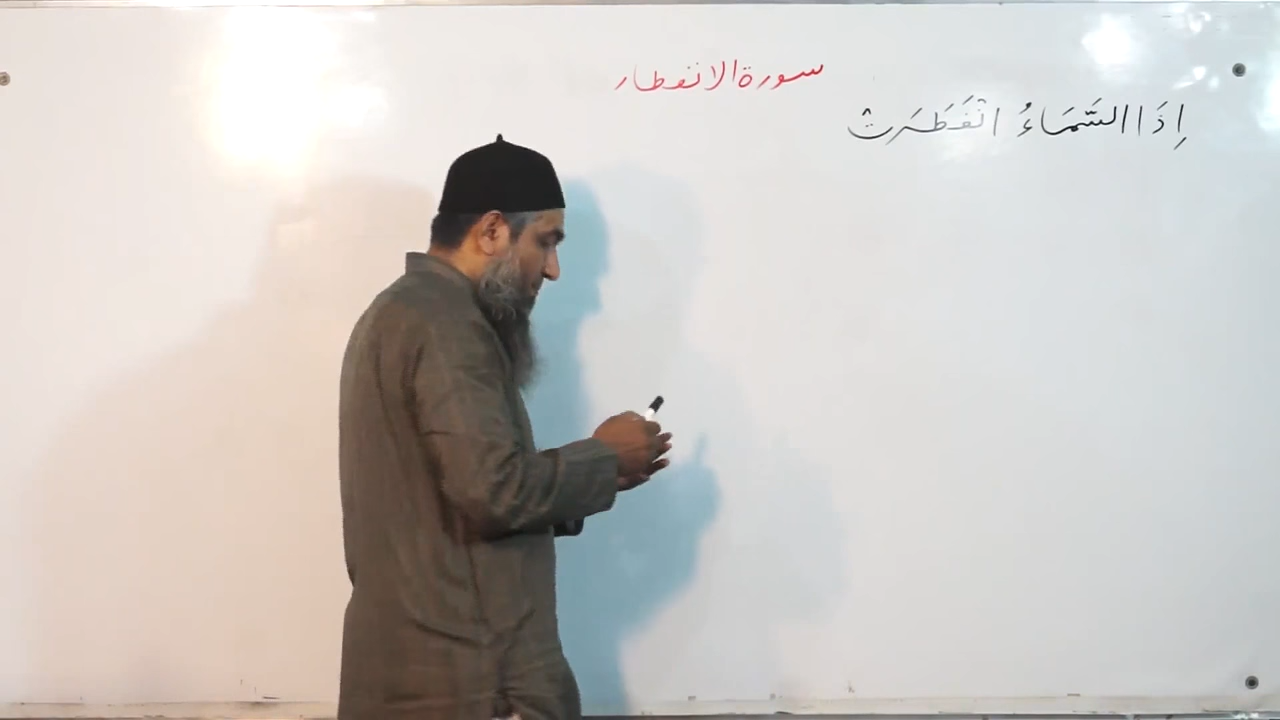 سورة الانفطار
اِذَا السَّمَاءُ انْفَطَرَتْ